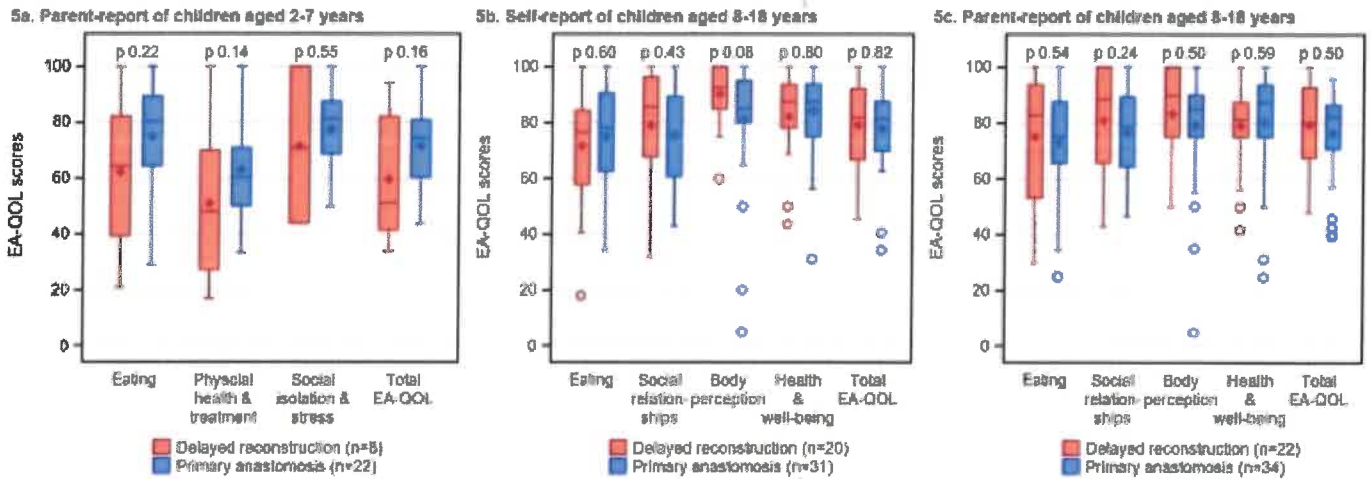 5a. Parent-report of children aged 2-7 years
p 0.22 p 0.14 p 0.55 p 0.16
EA-QOL scores
100
80
60
40
20
0
Eating Physcial Social Total
health & isolation & EA-QOL
treatment stress
Delayed reconstruction (n=8)
Primary anastomosis (n=22)
5b. Self-report of children aged 8-18 years
p 0.60 p 0.43 p 0.08 p 0.80 p 0.82
EA-QOL scores
100
80
60
40
20
0
Eating Social Body Health Total
relation- perception & EA-QOL
ships well-being
Delayed reconstruction (n=20)
Primary anastomosis (n=31)
5c. Parent-report of children aged 8-18 years
p 0.54 p 0.24 p 0.50 p 0.59 p 0.50
EA-QOL scores
100
80
60
40
20
0
Eating Social Body Health Total
relation- perception & EA-QOL
ships well-being
Delayed reconstruction (n=22)
Primary anastomosis (n=34)